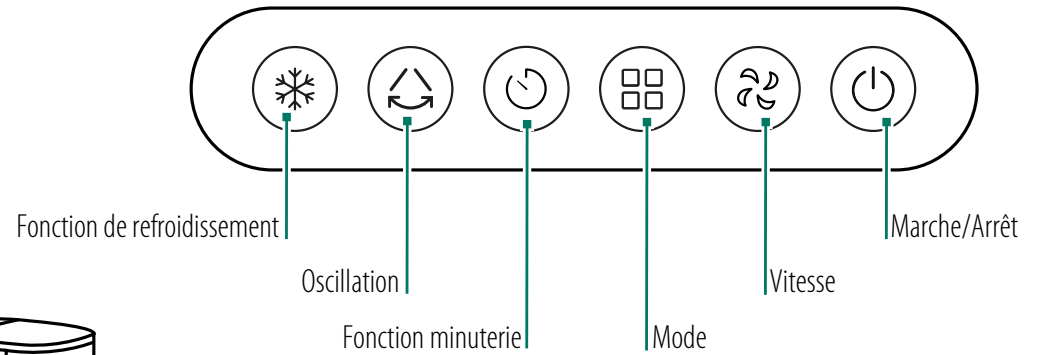 Fonction de refroidissement
Marche/Arrêt
Oscillation
Vitesse
Fonction minuterie
Mode